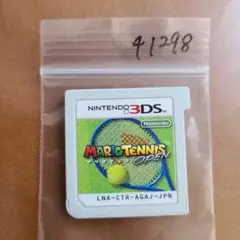 41298
NINTENDO 3DS
Nintendo
MARIO TENNIS
OPEN
LNA-CTR-AGAJ-JPN